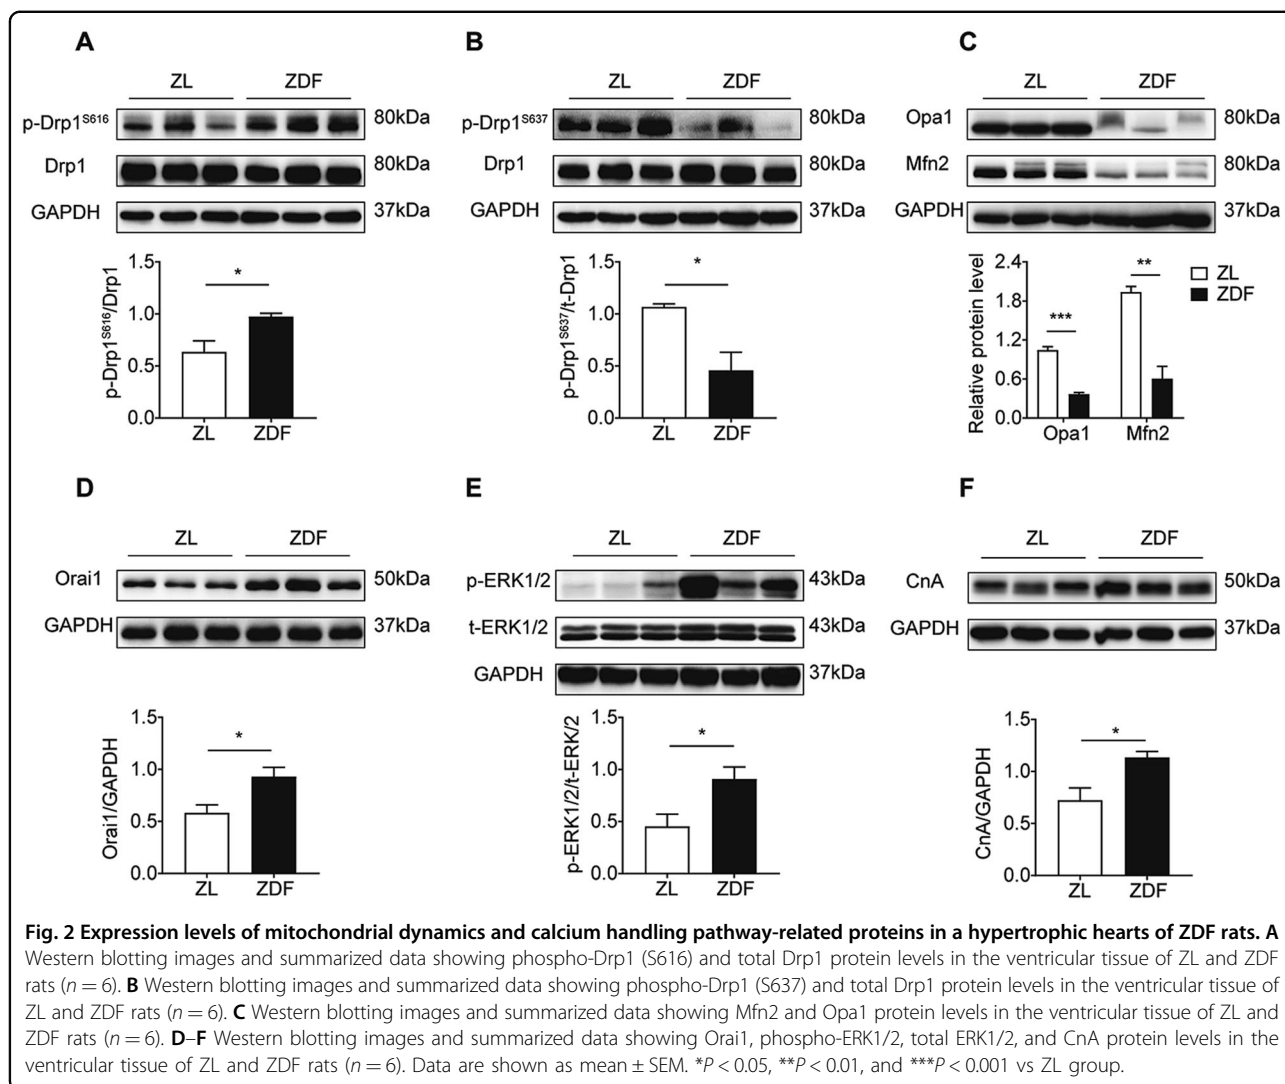 A
ZL ZDF
p-Drp1S616 80kDa
Drp1 80kDa
GAPDH 37kDa
p-Drp1S616/Drp1
1.5
1.0
0.5
0.0
*
ZL ZDF
B
ZL ZDF
p-Drp1S637 80kDa
Drp1 80kDa
GAPDH 37kDa
p-Drp1S637/t-Drp1
1.5
1.0
0.5
0.0
*
ZL ZDF
C
ZL ZDF
Opa1 80kDa
Mfn2 80kDa
GAPDH 37kDa
Relative protein level
2.4
1.8
1.2
0.6
0.0
***
**
ZL
ZDF
Opa1 Mfn2
D
ZL ZDF
Orai1 50kDa
GAPDH 37kDa
Orai1/GAPDH
1.5
1.0
0.5
0.0
*
ZL ZDF
E
ZL ZDF
p-ERK1/2 43kDa
t-ERK1/2 43kDa
GAPDH 37kDa
p-ERK1/2/t-ERK/2
1.5
1.0
0.5
0.0
*
ZL ZDF
F
ZL ZDF
CnA 50kDa
GAPDH 37kDa
CnA/GAPDH
1.5
1.0
0.5
0.0
*
ZL ZDF
Fig. 2 Expression levels of mitochondrial dynamics and calcium handling pathway-related proteins in a hypertrophic hearts of ZDF rats. A
Western blotting images and summarized data showing phospho-Drp1 (S616) and total Drp1 protein levels in the ventricular tissue of ZL and ZDF
rats (n = 6). B Western blotting images and summarized data showing phospho-Drp1 (S637) and total Drp1 protein levels in the ventricular tissue of
ZL and ZDF rats (n = 6). C Western blotting images and summarized data showing Mfn2 and Opa1 protein levels in the ventricular tissue of ZL and
ZDF rats (n = 6). D–F Western blotting images and summarized data showing Orai1, phospho-ERK1/2, total ERK1/2, and CnA protein levels in the
ventricular tissue of ZL and ZDF rats (n = 6). Data are shown as mean ± SEM. *P < 0.05, **P < 0.01, and ***P < 0.001 vs ZL group.